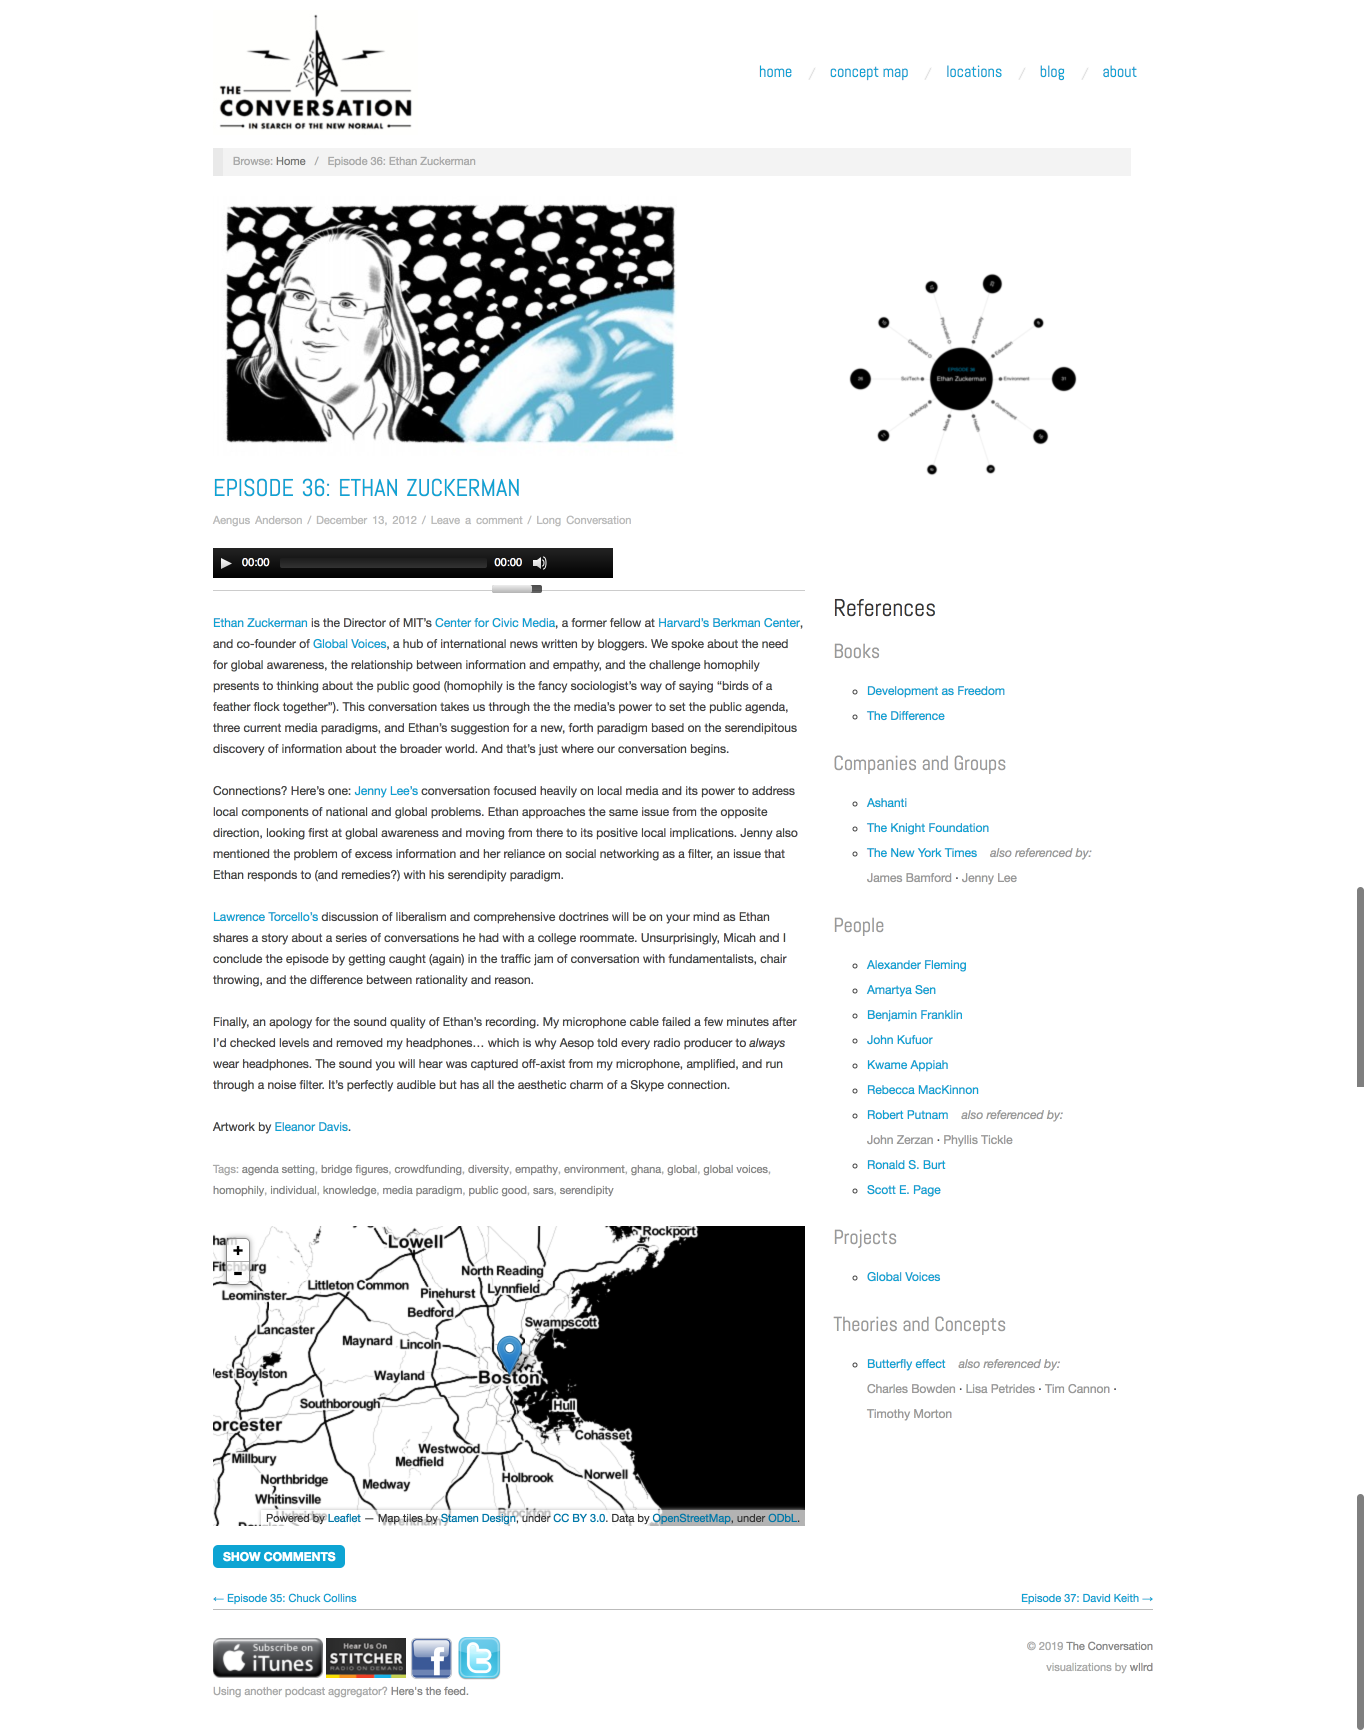 THE
CONVERSATION
IN SEARCH OF THE NEW NORMAL
home / concept map / locations / blog / about
Browse: Home / Episode 36: Ethan Zuckerman
Physicality
Community
Centralized
Education
Sci/Tech
EPISODE 36
Ethan Zuckerman
Environment
31
Mythology
Government
Media
Health
EPISODE 36: ETHAN ZUCKERMAN
Aengus Anderson / December 13, 2012 / Leave a comment / Long Conversation
00:00 00:00
Ethan Zuckerman is the Director of MIT's Center for Civic Media, a former fellow at Harvard's Berkman Center,
and co-founder of Global Voices, a hub of international news written by bloggers. We spoke about the need
for global awareness, the relationship between information and empathy, and the challenge homophily
presents to thinking about the public good (homophily is the fancy sociologist's way of saying “birds of a
feather flock together”). This conversation takes us through the the media's power to set the public agenda,
three current media paradigms, and Ethan's suggestion for a new, forth paradigm based on the serendipitous
discovery of information about the broader world. And that's just where our conversation begins.
Connections? Here's one: Jenny Lee's conversation focused heavily on local media and its power to address
local components of national and global problems. Ethan approaches the same issue from the opposite
direction, looking first at global awareness and moving from there to its positive local implications. Jenny also
mentioned the problem of excess information and her reliance on social networking as a filter, an issue that
Ethan responds to (and remedies?) with his serendipity paradigm.
Lawrence Torcello's discussion of liberalism and comprehensive doctrines will be on your mind as Ethan
shares a story about a series of conversations he had with a college roommate. Unsurprisingly, Micah and I
conclude the episode by getting caught (again) in the traffic jam of conversation with fundamentalists, chair
throwing, and the difference between rationality and reason.
Finally, an apology for the sound quality of Ethan's recording. My microphone cable failed a few minutes after
I'd checked levels and removed my headphones… which is why Aesop told every radio producer to always
wear headphones. The sound you will hear was captured off-axist from my microphone, amplified, and run
through a noise filter. It's perfectly audible but has all the aesthetic charm of a Skype connection.
Artwork by Eleanor Davis.
Tags: agenda setting, bridge figures, crowdfunding, diversity, empathy, environment, ghana, global, global voices,
homophily, individual, knowledge, media paradigm, public good, sars, serendipity
References
Books
Development as Freedom
The Difference
Companies and Groups
Ashanti
The Knight Foundation
The New York Times also referenced by:
James Bamford · Jenny Lee
People
Alexander Fleming
Amartya Sen
Benjamin Franklin
John Kufuor
Kwame Appiah
Rebecca MacKinnon
Robert Putnam also referenced by:
John Zerzan · Phyllis Tickle
Ronald S. Burt
Scott E. Page
Projects
Global Voices
Theories and Concepts
Butterfly effect also referenced by:
Charles Bowden · Lisa Petrides · Tim Cannon ·
Timothy Morton
+
-
Rockport
Lowell
North Reading
Littleton Common
Pinehurst
Lynnfield
Leominster
Bedford
Lancaster
Swampscott
Maynard
Lincoln
West Boylston
Wayland
Boston
Southborough
Hull
orcester
Cohasset
Westwood
Millbury
Medfield
Northbridge
Medway
Holbrook
Norwell
Whitinsville
Brockton
Powered by Leaflet — Map tiles by Stamen Design, under CC BY 3.0. Data by OpenStreetMap, under ODbL.
SHOW COMMENTS
← Episode 35: Chuck Collins
Episode 37: David Keith →
Subscribe on
iTunes
Hear Us On
STITCHER
RADIO ON DEMAND
f
t
Using another podcast aggregator? Here's the feed.
© 2019 The Conversation
visualizations by wllrd